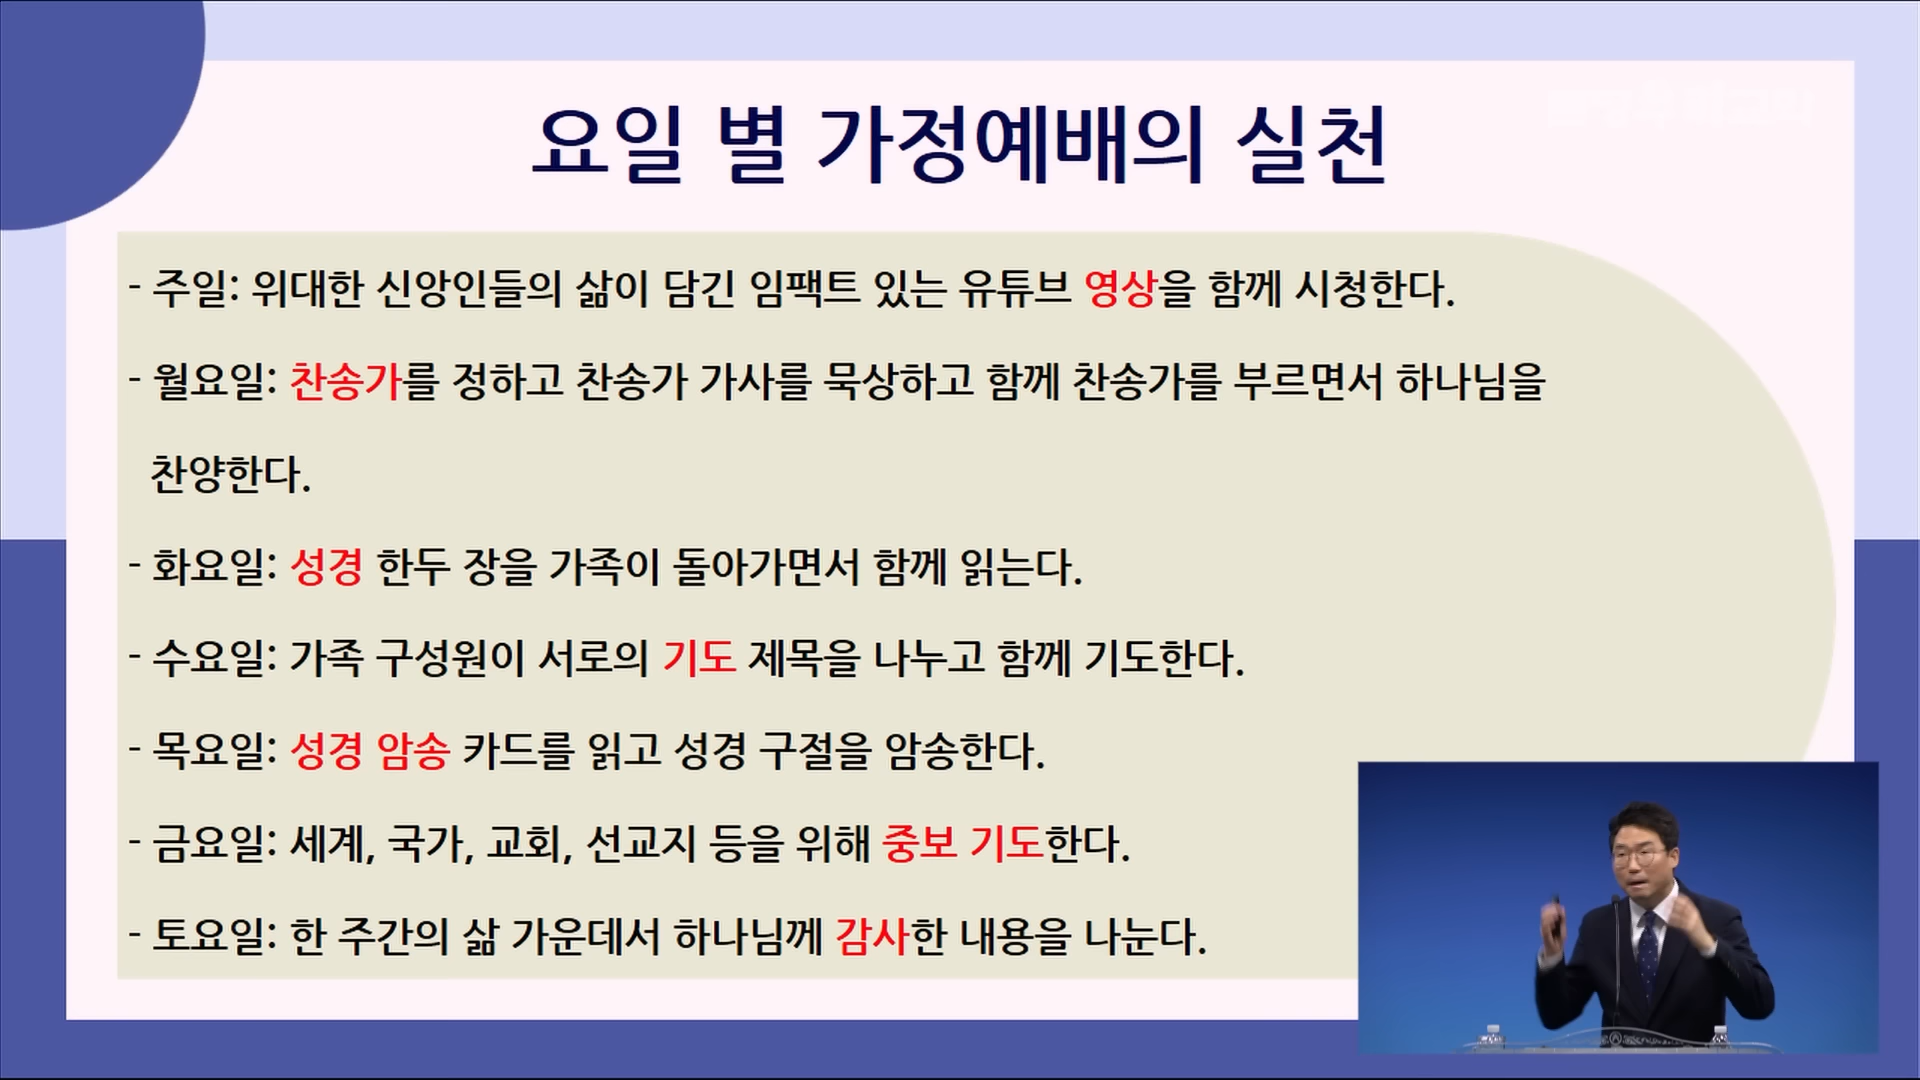 요일 별 가정예배의 실천
- 주일: 위대한 신앙인들의 삶이 담긴 임팩트 있는 유튜브 영상을 함께 시청한다.
- 월요일: 찬송가를 정하고 찬송가 가사를 묵상하고 함께 찬송가를 부르면서 하나님을
찬양한다.
- 화요일: 성경 한두 장을 가족이 돌아가면서 함께 읽는다.
- 수요일: 가족 구성원이 서로의 기도 제목을 나누고 함께 기도한다.
- 목요일: 성경 암송 카드를 읽고 성경 구절을 암송한다.
- 금요일: 세계, 국가, 교회, 선교지 등을 위해 중보 기도한다.
- 토요일: 한 주간의 삶 가운데서 하나님께 감사한 내용을 나눈다.